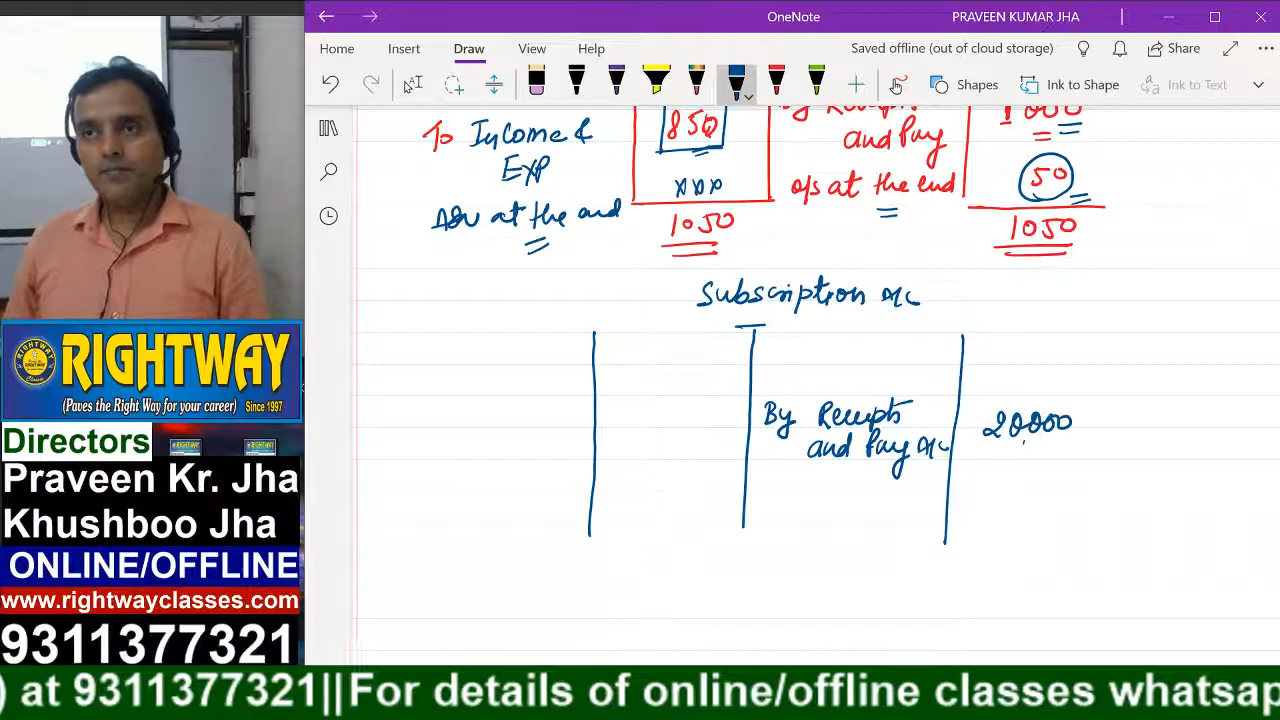 OneNote
PRAVEEN KUMAR JHA
Home
Insert
Draw
View
Help
Saved offline (out of cloud storage)
Share
Shapes
Ink to Shape
Ink to Text
850
By Receipts
1000
To Income &
and Pay
Exp
50
xxx
o/s at the end
Adv at the end
1050
1050
Subscription A/c
By Receipts
20000
and Pay A/c
RIGHTWAY
RIGHTWAY
(Paves the Right Way for your career)
Since 1997
Directors
Praveen Kr. Jha
Khushboo Jha
ONLINE/OFFLINE
www.rightwayclasses.com
9311377321
) at 9311377321||For details of online/offline classes whatsap